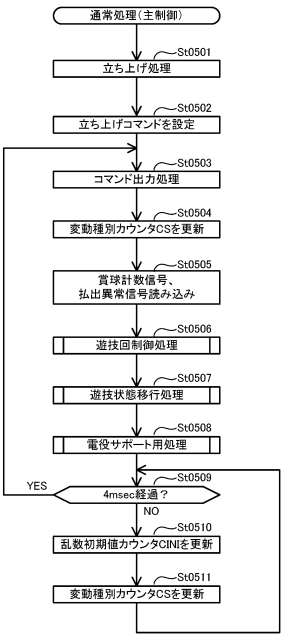 通常処理(主制御)
St0501
立ち上げ処理
St0502
立ち上げコマンドを設定
St0503
コマンド出力処理
St0504
変動種別カウンタCSを更新
St0505
賞球計数信号、
払出異常信号読み込み
St0506
遊技回制御処理
St0507
遊技状態移行処理
St0508
電役サポート用処理
St0509
YES
4msec経過？
NO
St0510
乱数初期値カウンタCINIを更新
St0511
変動種別カウンタCSを更新